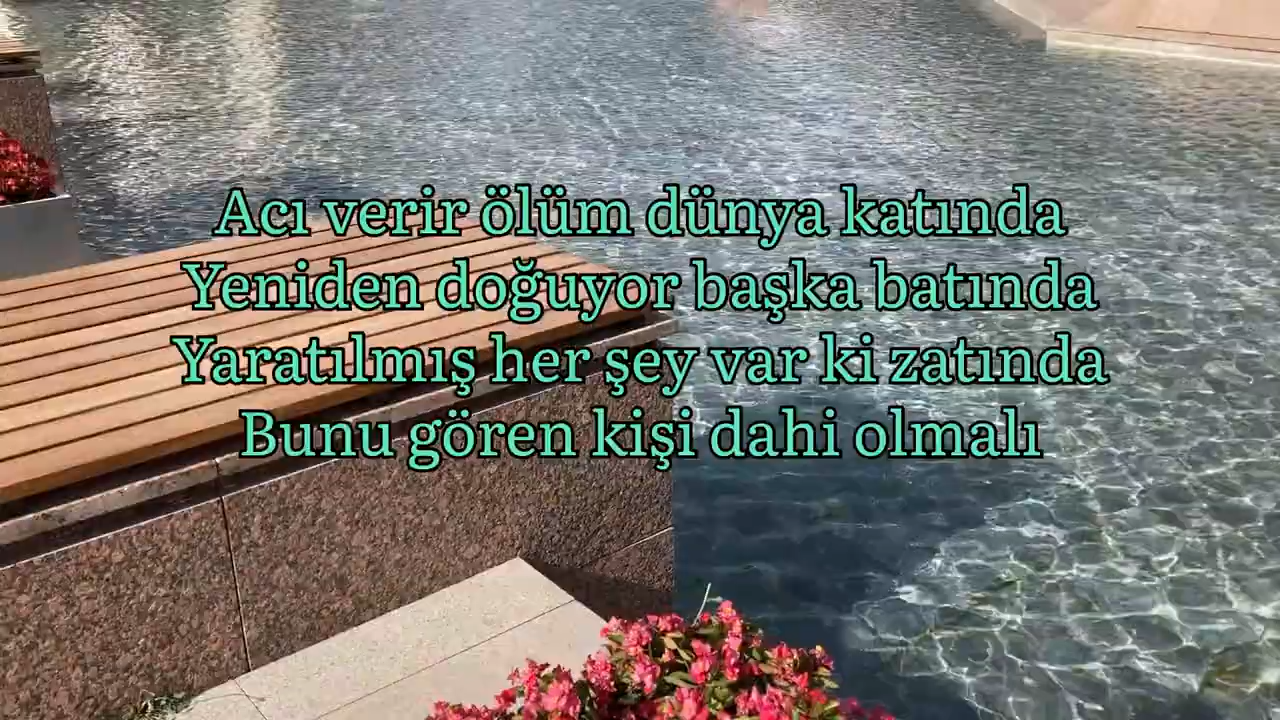 Acı verir ölüm dünya katında
Yeniden doğuyor başka batında
Yaratılmış her şey var ki zatında
Bunu gören kişi dahi olmalı